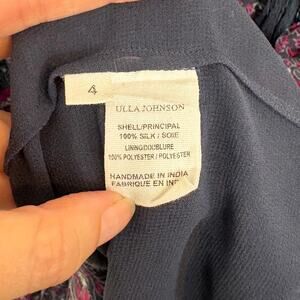 4
ULLA JOHNSON
SHELL/PRINCIPAL
100% SILK / SOIE
LINING/DOUBLURE
100% POLYESTER / POLYESTER
HANDMADE IN INDIA
FABRIQUE EN